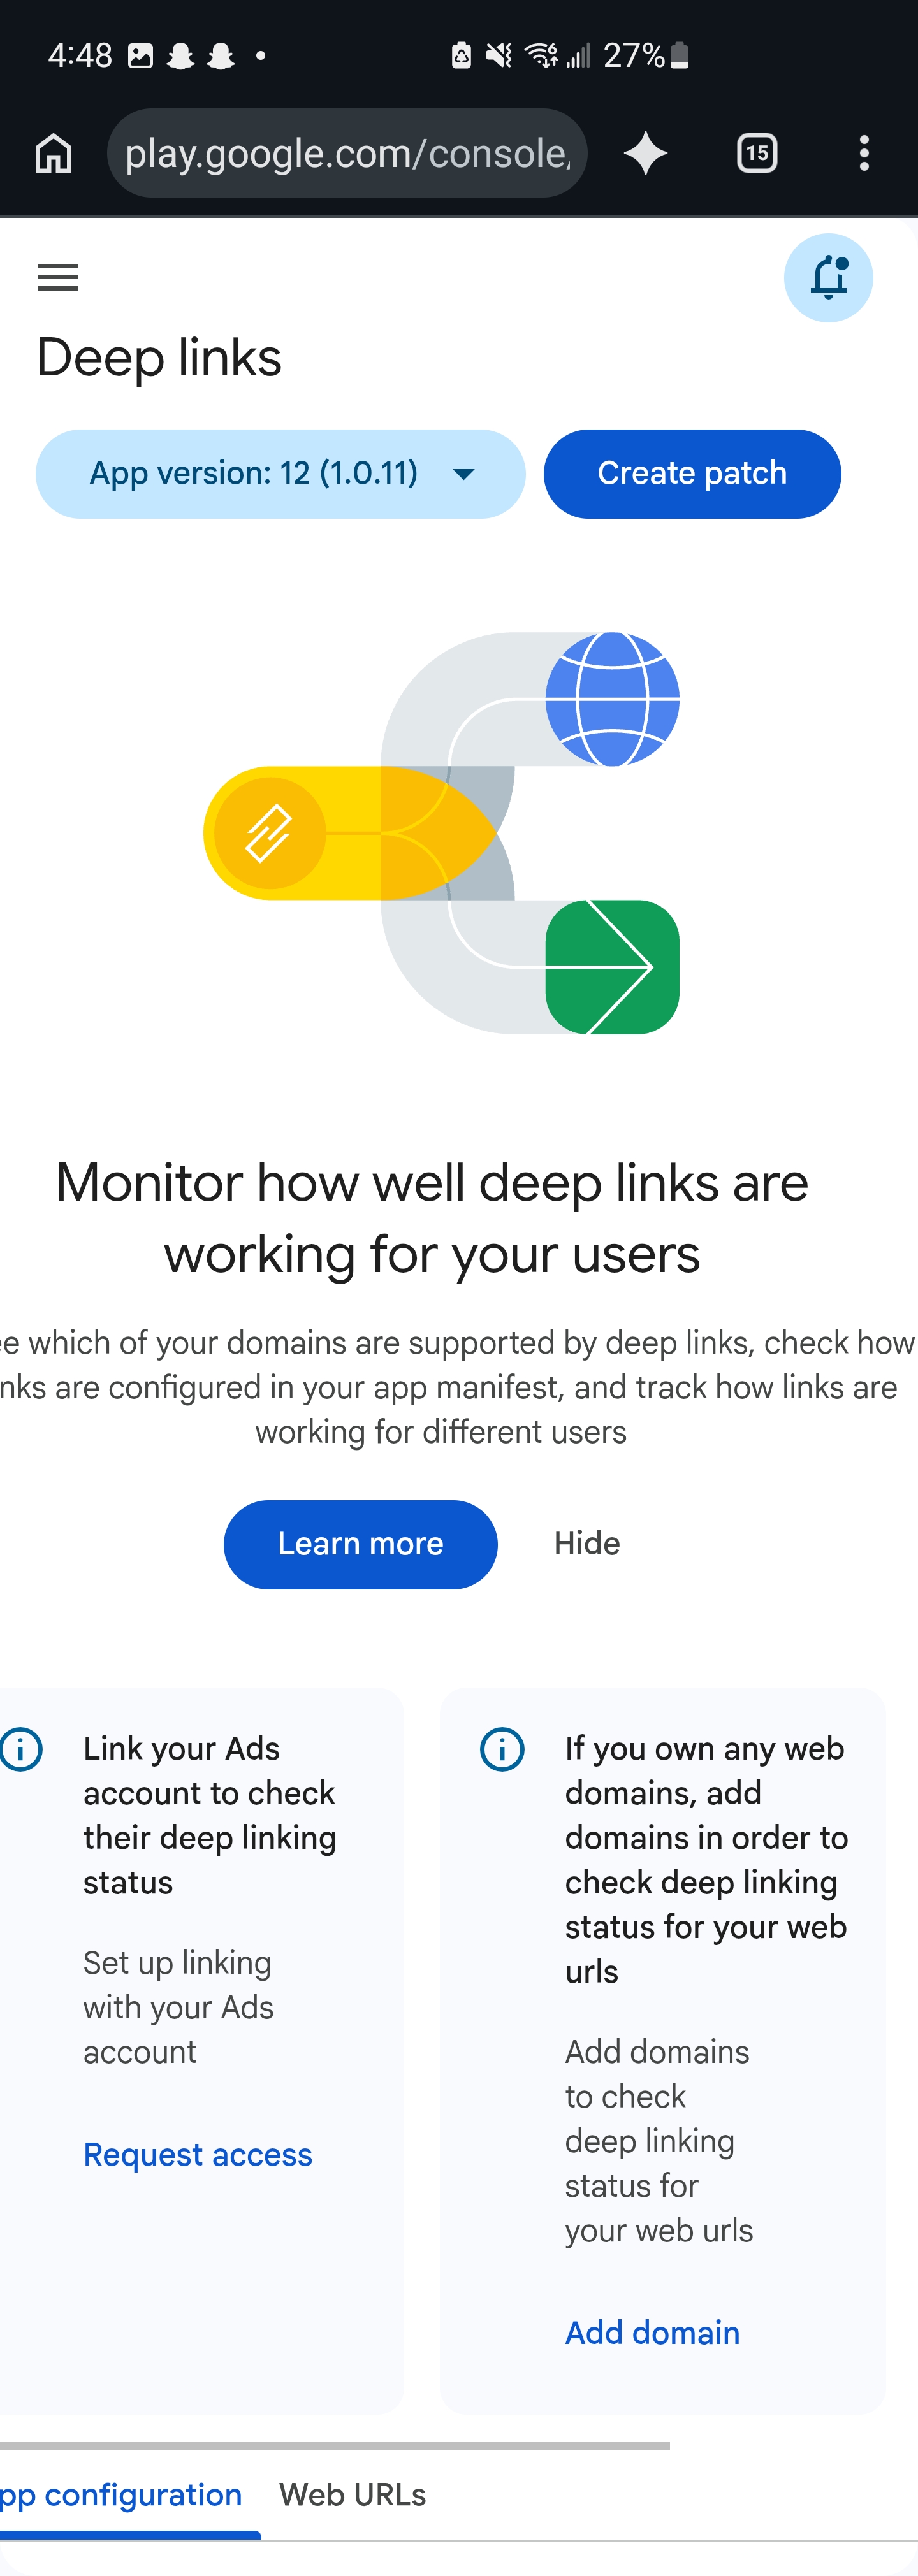 4:48
27%
play.google.com/console
15
Deep links
App version: 12 (1.0.11)
Create patch
Monitor how well deep links are
working for your users
e which of your domains are supported by deep links, check how
nks are configured in your app manifest, and track how links are
working for different users
Learn more
Hide
Link your Ads
account to check
their deep linking
status
Set up linking
with your Ads
account
Request access
If you own any web
domains, add
domains in order to
check deep linking
status for your web
urls
Add domains
to check
deep linking
status for
your web urls
Add domain
pp configuration
Web URLs